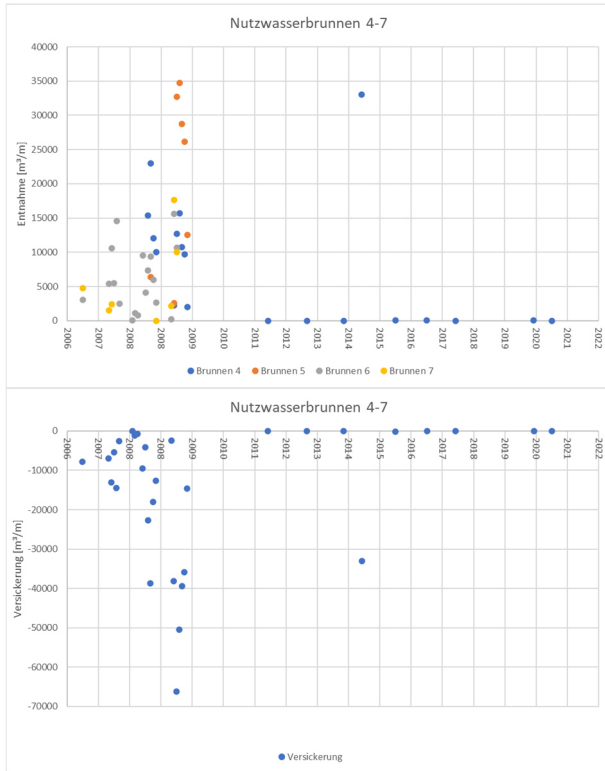 Nutzwasserbrunnen 4-7
40000
35000
30000
25000
20000
15000
10000
5000
0
Entnahme [m³/m]
2006 2007 2008 2008 2009 2010 2011 2012 2013 2014 2015 2016 2017 2018 2019 2020 2021 2022
Brunnen 4 Brunnen 5 Brunnen 6 Brunnen 7
Nutzwasserbrunnen 4-7
0
-10000
-20000
-30000
-40000
-50000
-60000
-70000
Versickerung [m³/m]
2006 2007 2008 2008 2009 2010 2011 2012 2013 2014 2015 2016 2017 2018 2019 2020 2021 2022
Versickerung